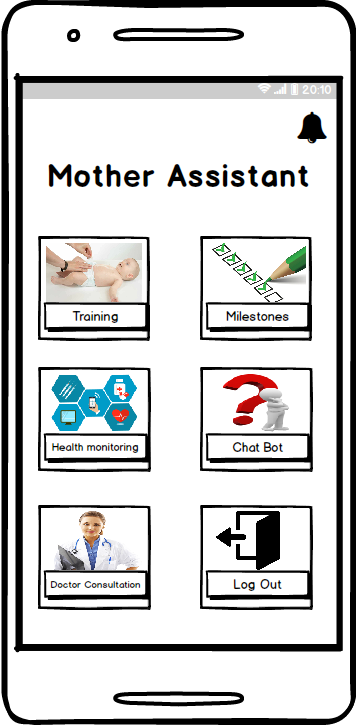 20:10
Mother Assistant
Training
Milestones
Health monitoring
Chat Bot
Doctor Consultation
Log Out